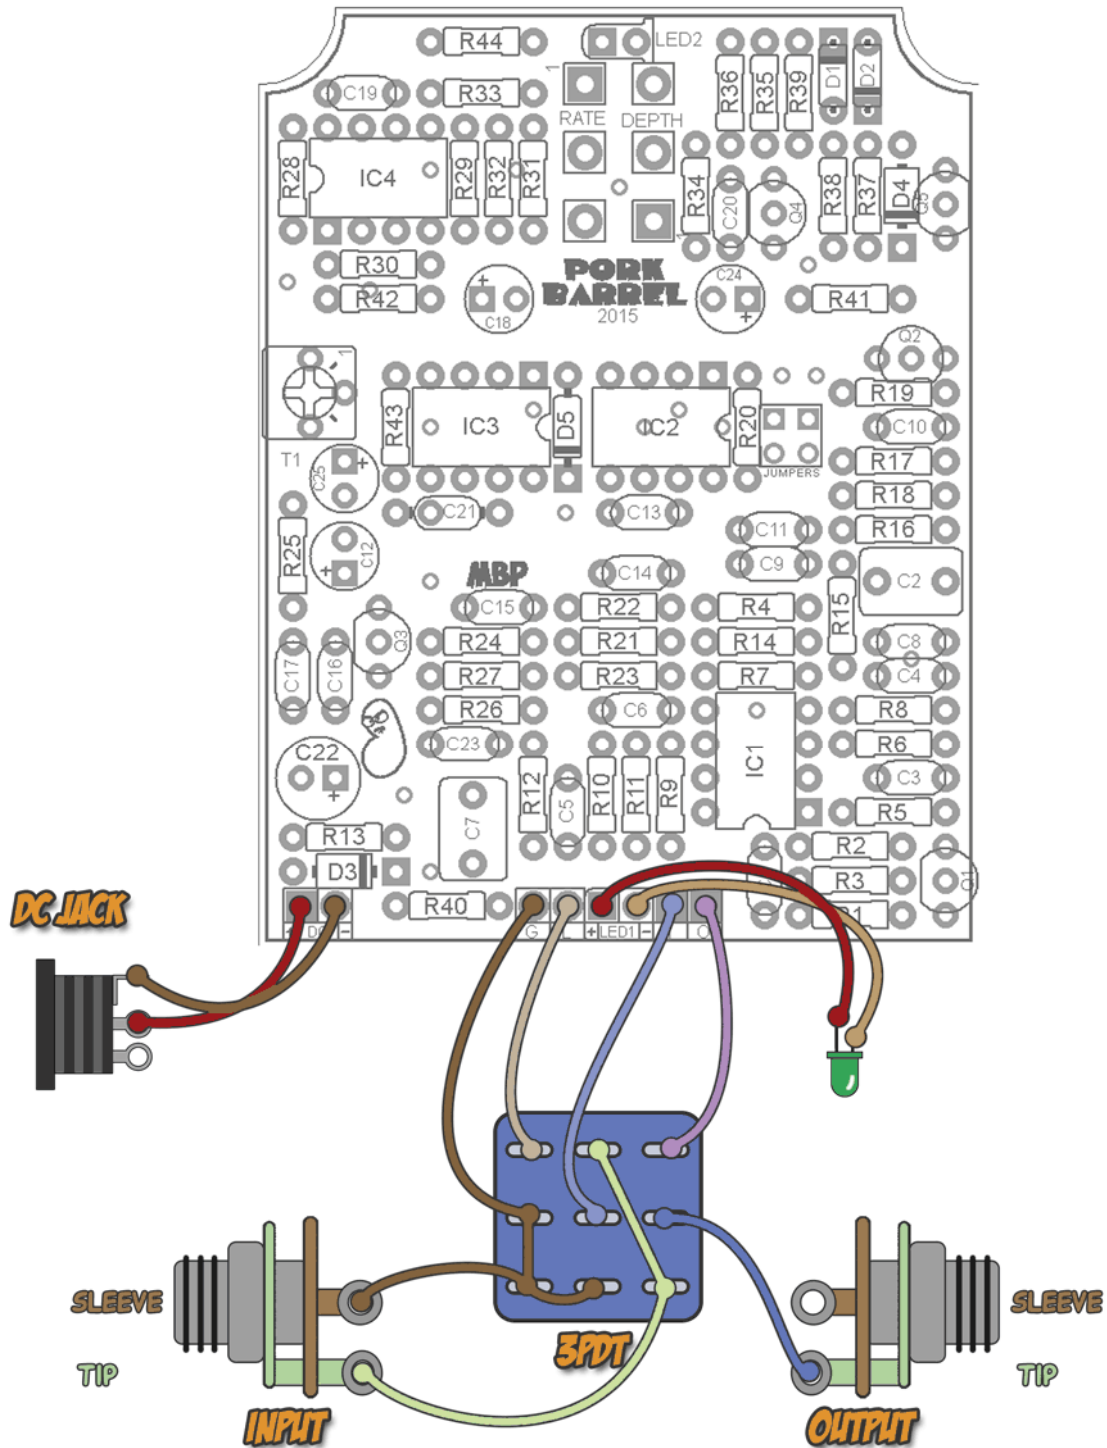 R44
LED2
C19
R33
1
R36
R35
R39
D1
D2
RATE
DEPTH
R28
IC4
R29
R32
R31
R34
C20
Q4
R38
R37
D4
Q5
1
R30
R42
+
C18
PORK
BARREL
2015
C24
+
R41
1
T1
R43
IC3
D5
IC2
R20
JUMPERS
Q2
R19
C10
R17
R18
R16
C25
+
C21
C13
C11
C9
C2
R25
C12
+
MBP
C14
C15
R22
R4
R15
R24
R21
R14
C8
Q3
R27
R23
R7
C4
C17
C16
R26
C6
R8
C23
IC1
R6
C22
+
C7
R12
C5
R10
R11
R9
C3
R5
R13
R2
D3
R3
Q1
R40
R1
DC JACK
+
-
G
+
LED1
-
SLEEVE
SLEEVE
3PDT
TIP
TIP
INPUT
OUTPUT